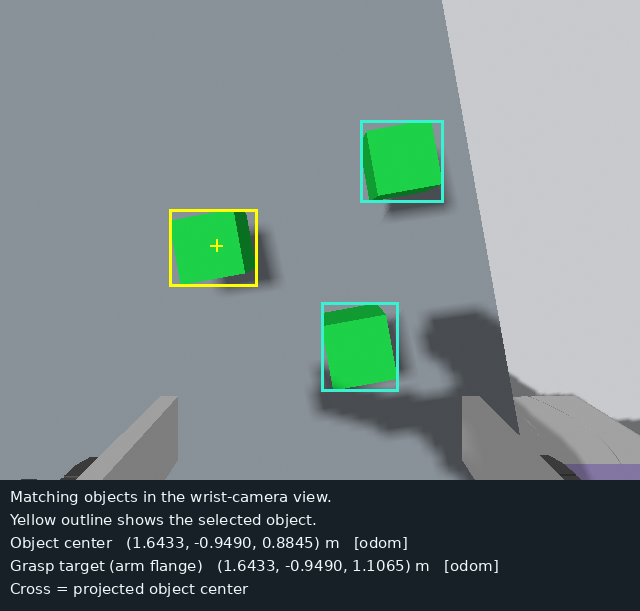 Matching objects in the wrist-camera view.
Yellow outline shows the selected object.
Object center   (1.6433, -0.9490, 0.8845) m   [odom]
Grasp target (arm flange)   (1.6433, -0.9490, 1.1065) m   [odom]
Cross = projected object center